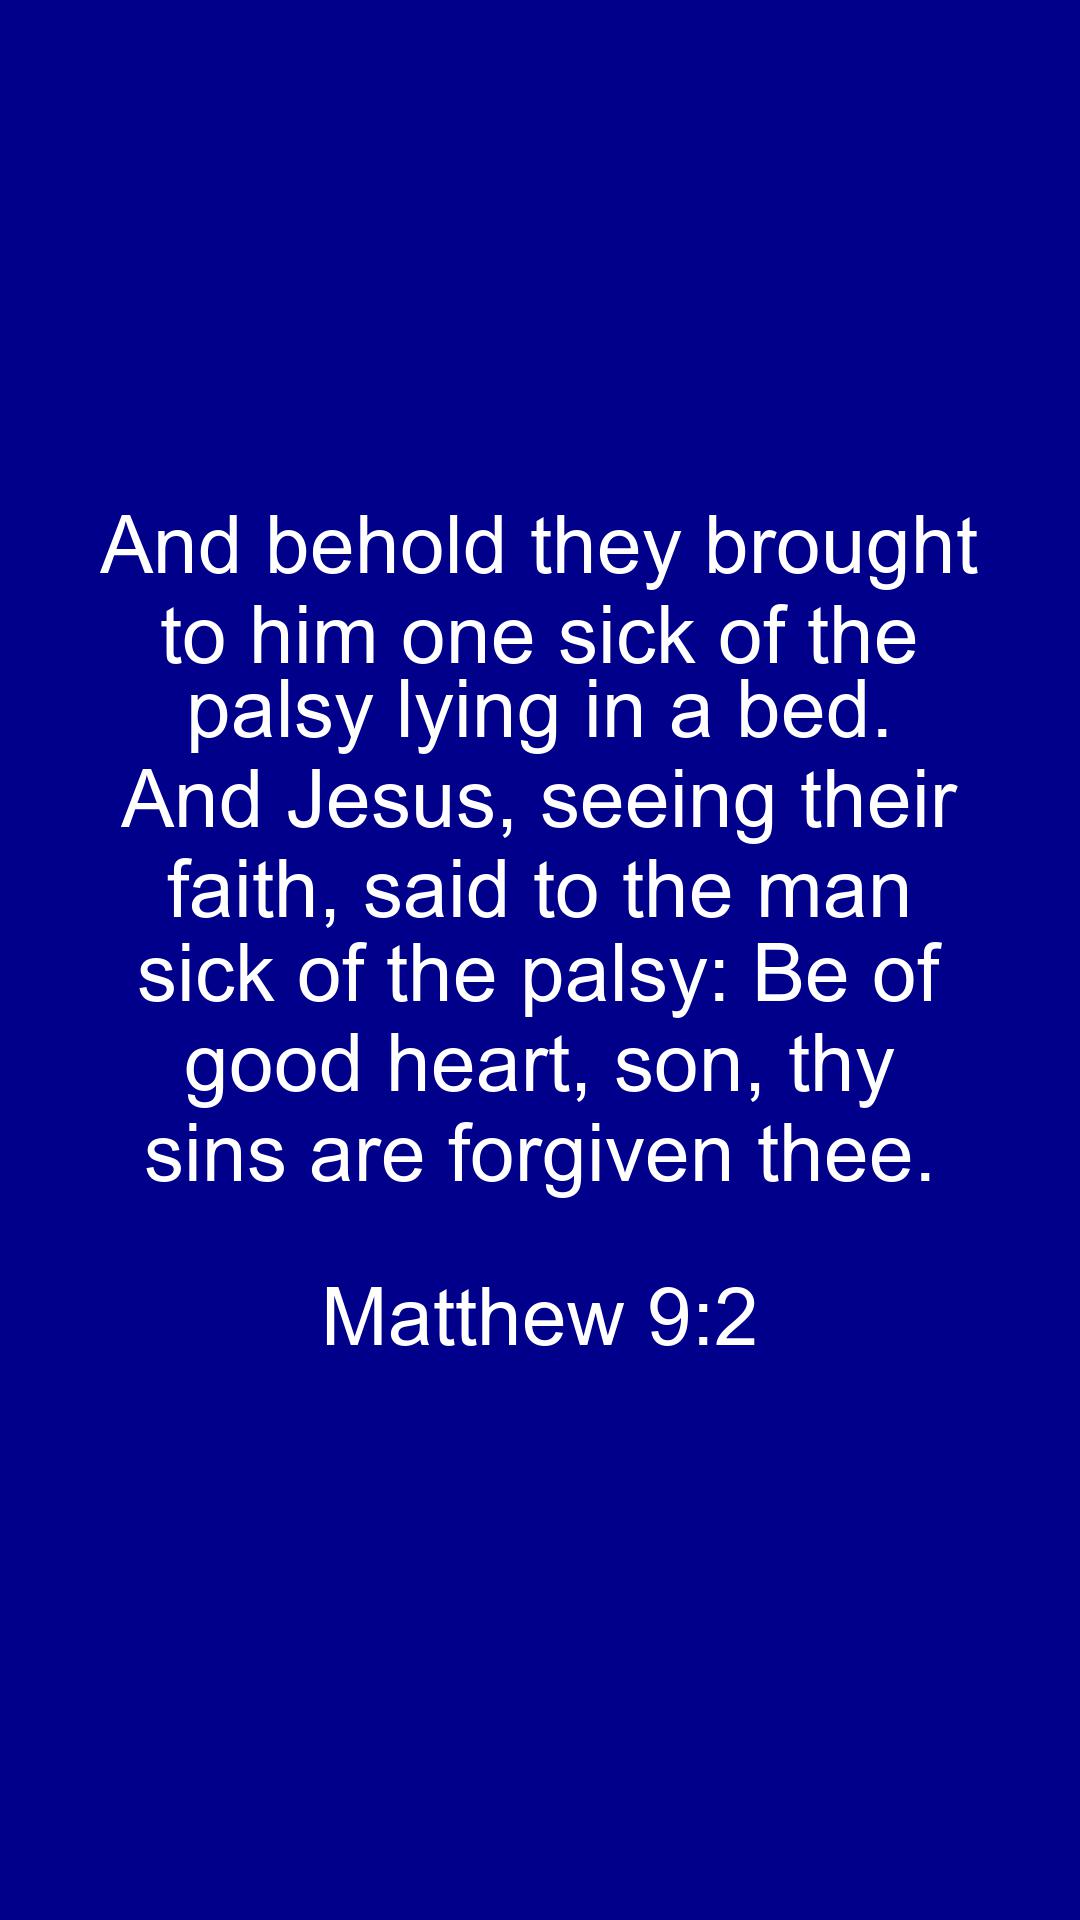 And behold they brought
to him one sick of the
palsy lying in a bed.
And Jesus, seeing their
faith, said to the man
sick of the palsy: Be of
good heart, son, thy
sins are forgiven thee.
Matthew 9:2